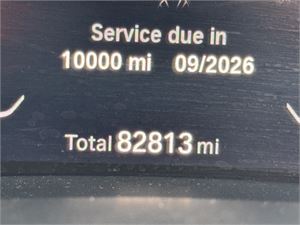 Service due in
10000 mi 09/2026
Total 82813 mi